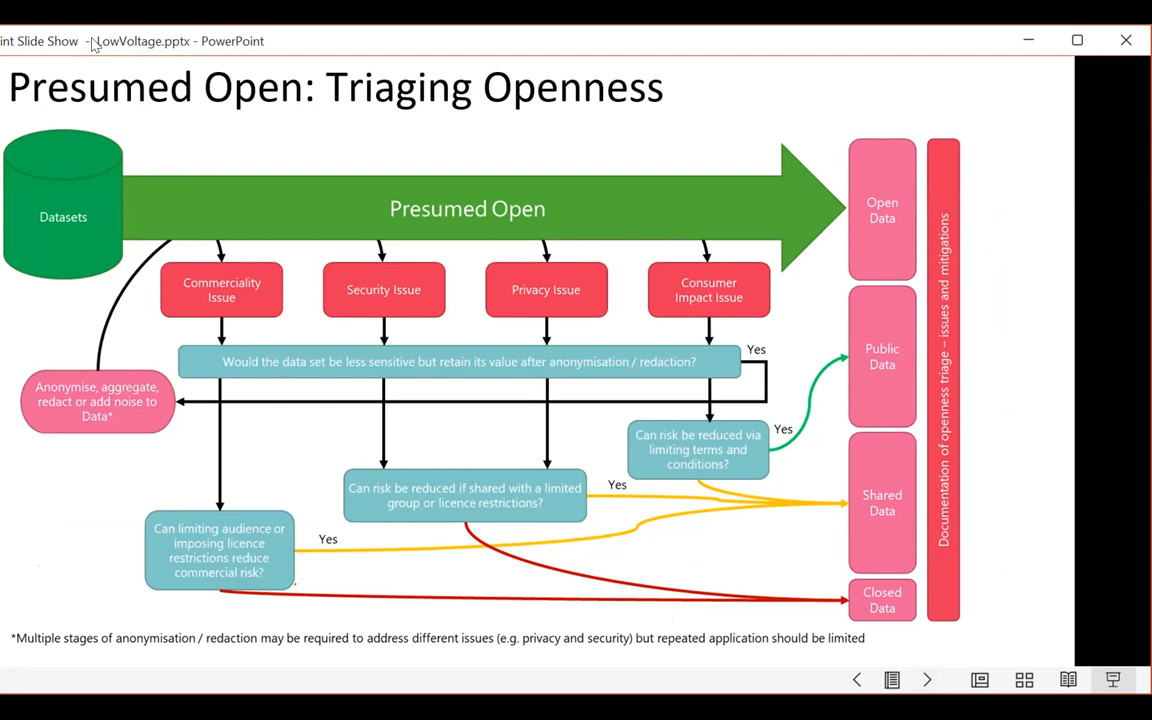 int Slide Show - LowVoltage.pptx - PowerPoint
Presumed Open: Triaging Openness
Datasets
Presumed Open
Open
Data
Commerciality
Issue
Security Issue
Privacy Issue
Consumer
Impact Issue
Would the data set be less sensitive but retain its value after anonymisation / redaction?
Yes
Public
Data
Anonymise, aggregate,
redact or add noise to
Data*
Can risk be reduced via
limiting terms and
conditions?
Yes
Can risk be reduced if shared with a limited
group or licence restrictions?
Yes
Shared
Data
Can limiting audience or
imposing licence
restrictions reduce
commercial risk?
Yes
Closed
Data
Documentation of openness triage – issues and mitigations
*Multiple stages of anonymisation / redaction may be required to address different issues (e.g. privacy and security) but repeated application should be limited